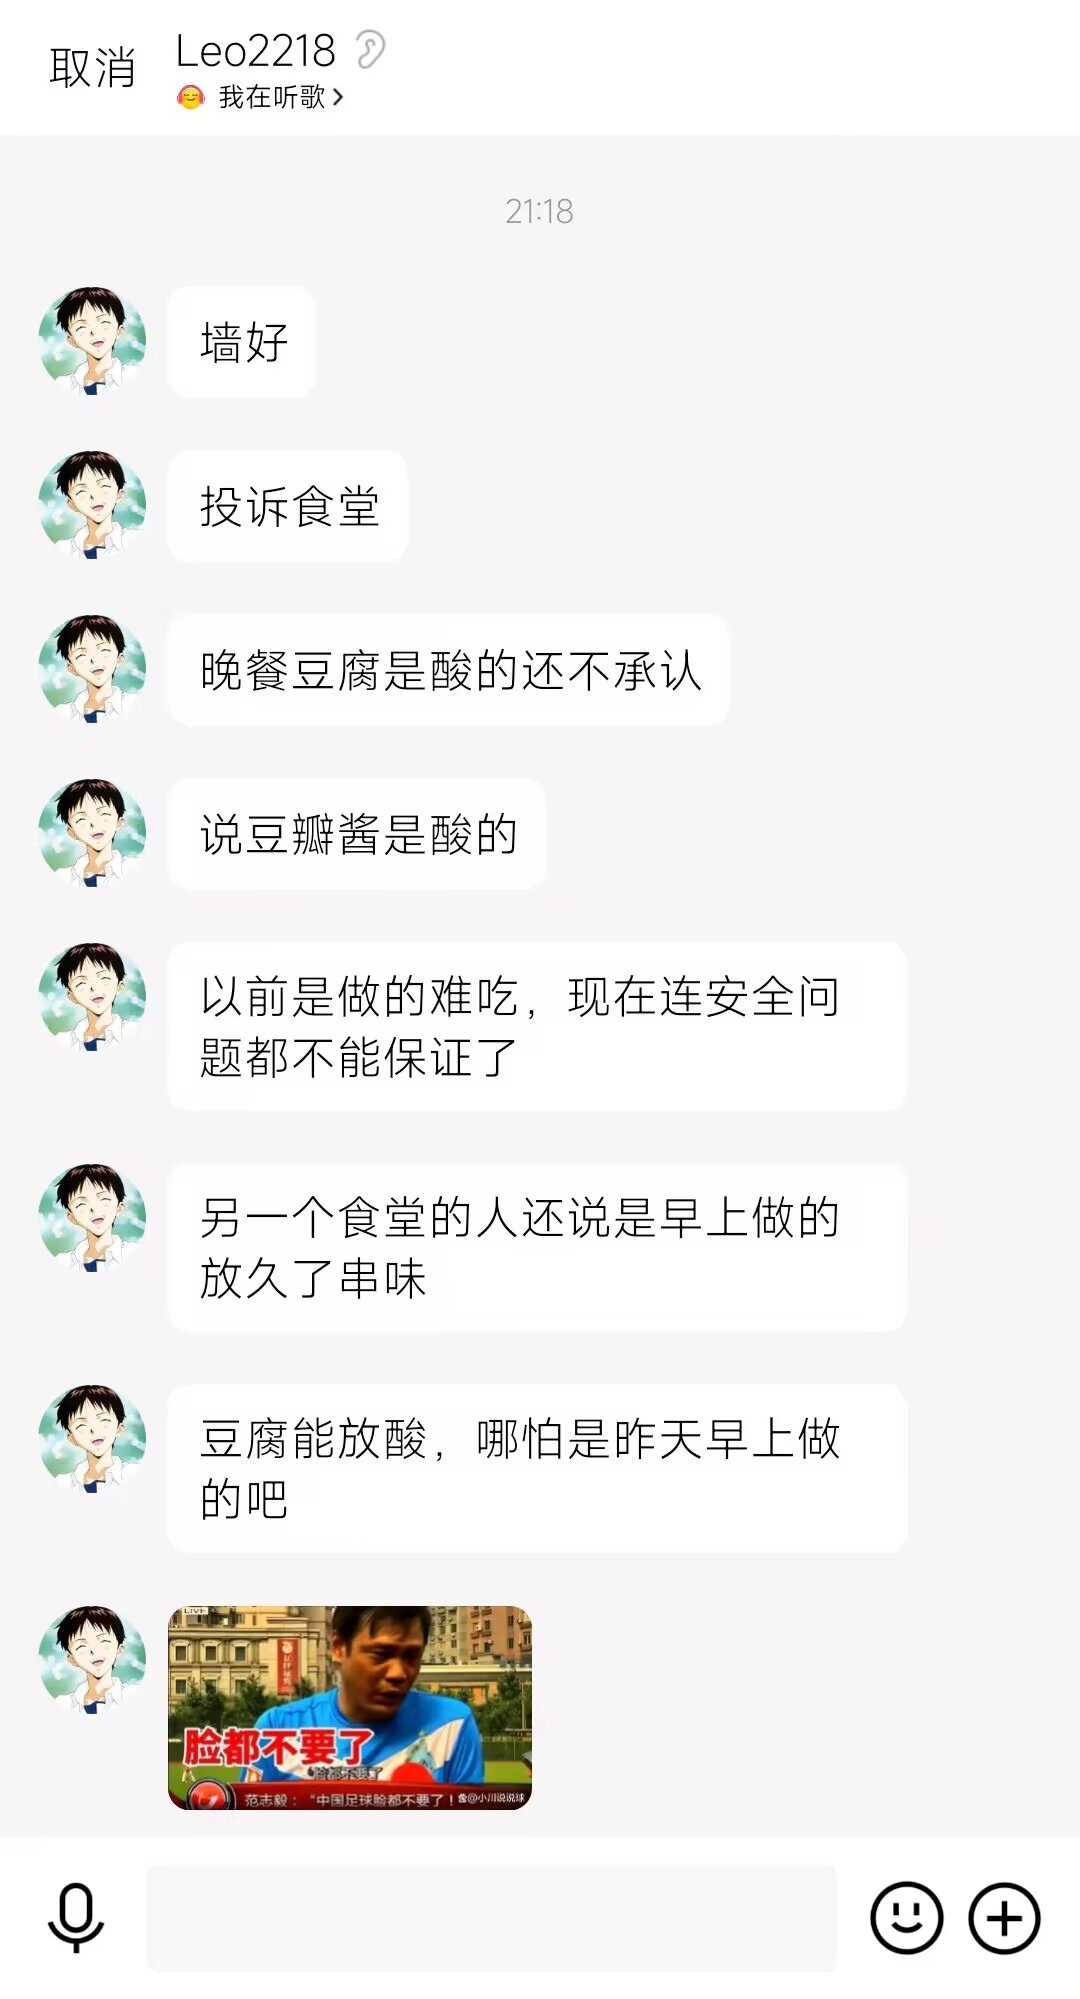 取消
Leo2218
我在听歌
21:18
墙好
投诉食堂
晚餐豆腐是酸的还不承认
说豆瓣酱是酸的
以前是做的难吃，现在连安全问
题都不能保证了
另一个食堂的人还说是早上做的
放久了串味
豆腐能放酸，哪怕是昨天早上做
的吧
LIVE
脸都不要了
脸都不要了
范志毅："中国足球脸都不要了！
@小川说说球